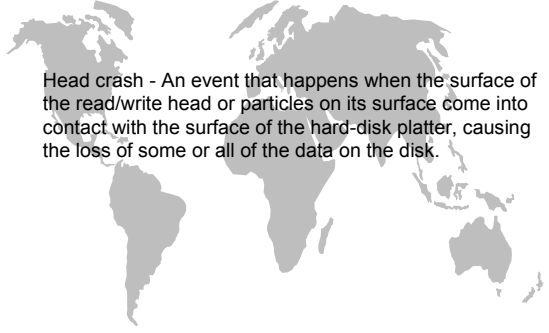 Head crash - An event that happens when the surface of
the read/write head or particles on its surface come into
contact with the surface of the hard-disk platter, causing
the loss of some or all of the data on the disk.